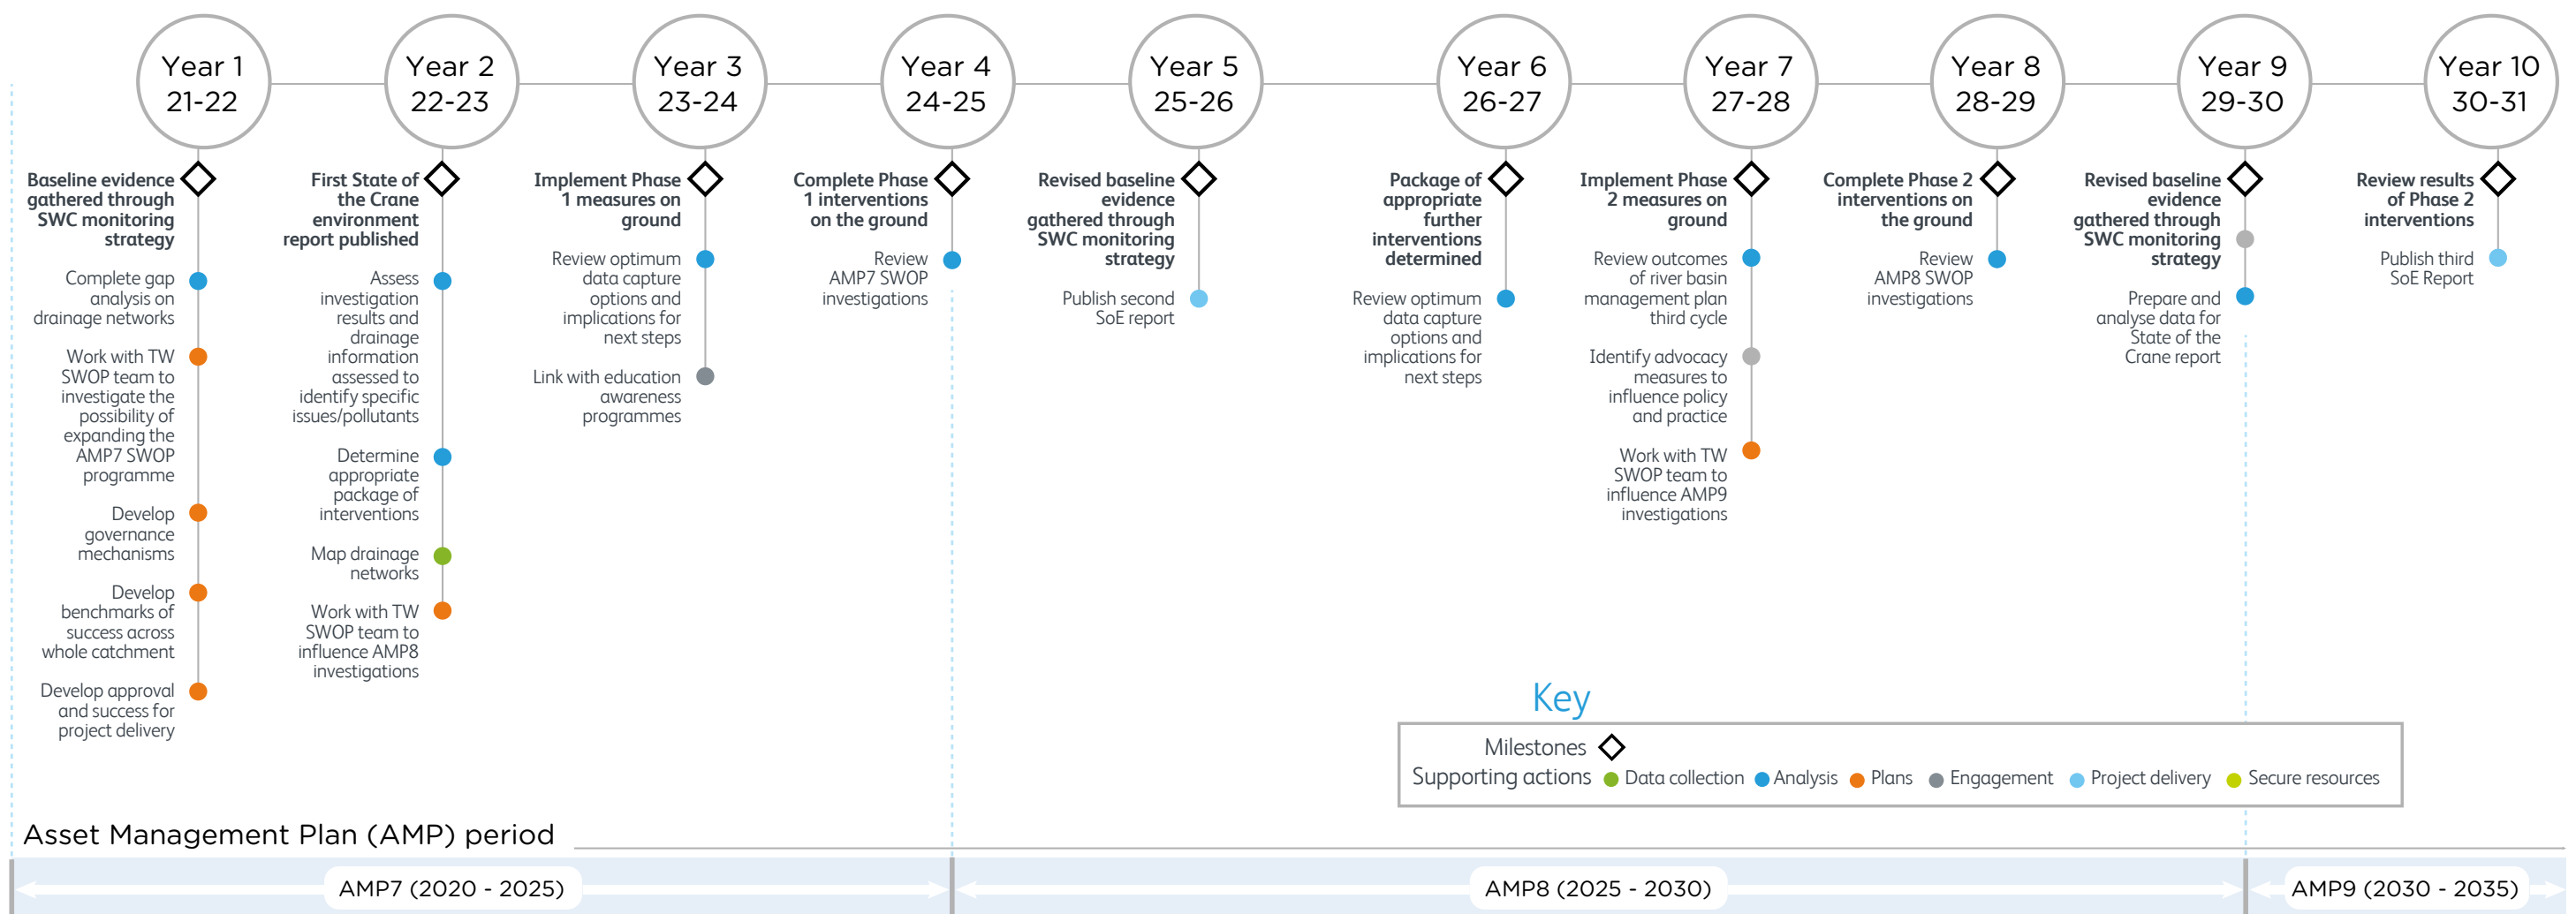 Year 1
21-22
Year 2
22-23
Year 3
23-24
Year 4
24-25
Year 5
25-26
Year 6
26-27
Year 7
27-28
Year 8
28-29
Year 9
29-30
Year 10
30-31
Baseline evidence
gathered through
SWC monitoring
strategy
Complete gap
analysis on
drainage networks
Work with TW
SWOP team to
investigate the
possibility of
expanding the
AMP7 SWOP
programme
Develop
governance
mechanisms
Develop
benchmarks of
success across
whole catchment
Develop approval
and success for
project delivery
First State of
the Crane
environment
report published
Assess
investigation
results and
drainage
information
assessed to
identify specific
issues/pollutants
Determine
appropriate
package of
interventions
Map drainage
networks
Work with TW
SWOP team to
influence AMP8
investigations
Implement Phase
1 measures on
ground
Review optimum
data capture
options and
implications for
next steps
Link with education
awareness
programmes
Complete Phase
1 interventions
on the ground
Review
AMP7 SWOP
investigations
Revised baseline
evidence
gathered through
SWC monitoring
strategy
Publish second
SoE report
Package of
appropriate
further
interventions
determined
Review optimum
data capture
options and
implications for
next steps
Implement Phase
2 measures on
ground
Review outcomes
of river basin
management plan
third cycle
Identify advocacy
measures to
influence policy
and practice
Work with TW
SWOP team to
influence AMP9
investigations
Complete Phase 2
interventions on
the ground
Review
AMP8 SWOP
investigations
Revised baseline
evidence
gathered through
SWC monitoring
strategy
Prepare and
analyse data for
State of the
Crane report
Review results
of Phase 2
interventions
Publish third
SoE Report
Key
Milestones
Supporting actions Data collection Analysis Plans Engagement Project delivery Secure resources
Asset Management Plan (AMP) period
AMP7 (2020 - 2025)
AMP8 (2025 - 2030)
AMP9 (2030 - 2035)